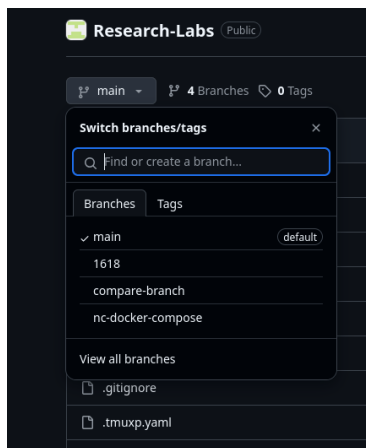 Research-Labs Public
main 4 Branches 0 Tags
Switch branches/tags
Find or create a branch...
Branches Tags
main default
1618
compare-branch
nc-docker-compose
View all branches
.gitignore
.tmuxp.yaml